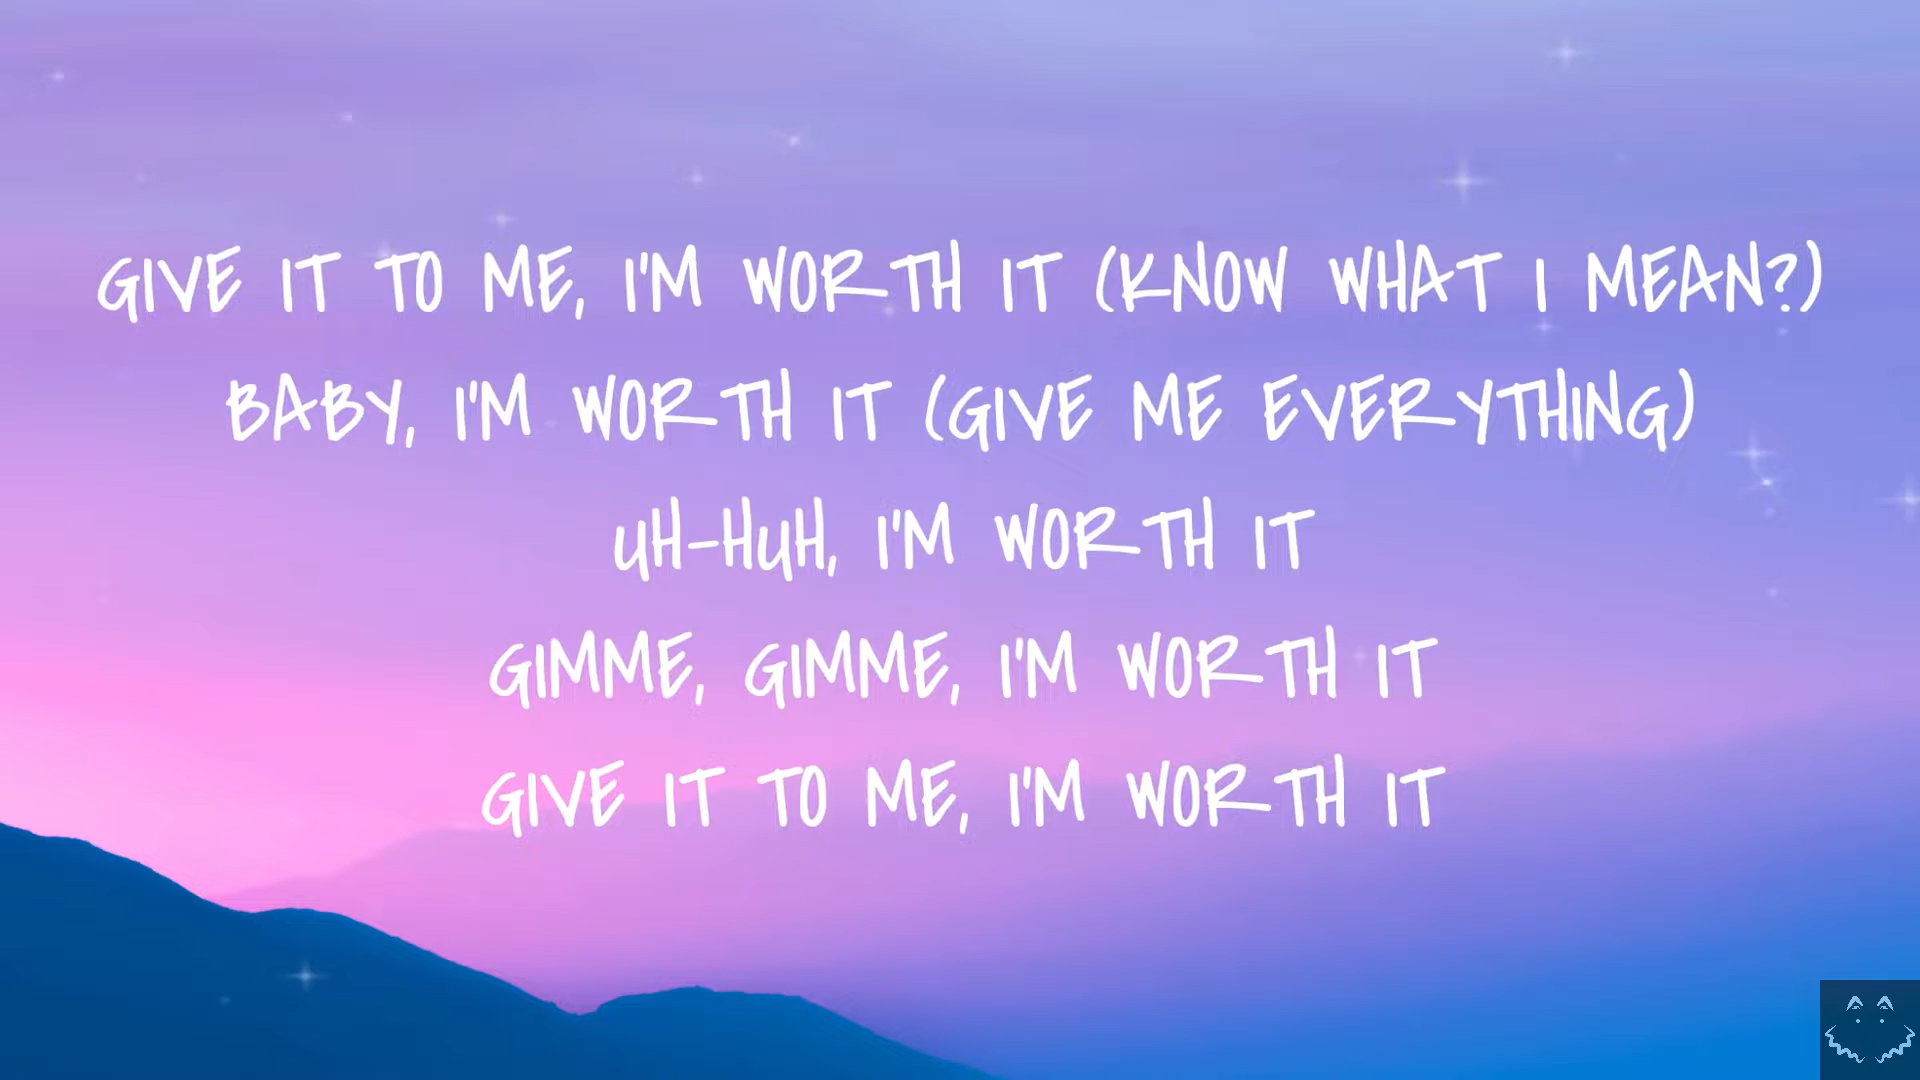 GIVE IT TO ME, I'M WORTH IT (KNOW WHAT I MEAN?)
BABY, I'M WORTH IT (GIVE ME EVERYTHING)
UH-HUH, I'M WORTH IT
GIMME, GIMME, I'M WORTH IT
GIVE IT TO ME, I'M WORTH IT